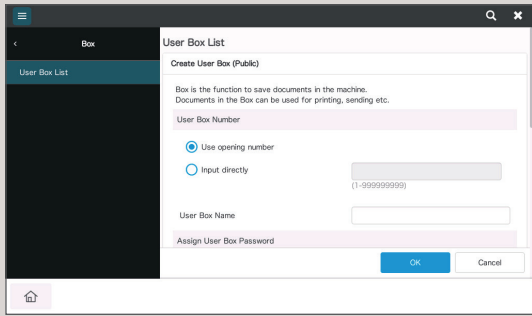 Box
User Box List
User Box List
Create User Box (Public)
Box is the function to save documents in the machine.
Documents in the Box can be used for printing, sending etc.
User Box Number
Use opening number
Input directly
(1-999999999)
User Box Name
Assign User Box Password
OK
Cancel